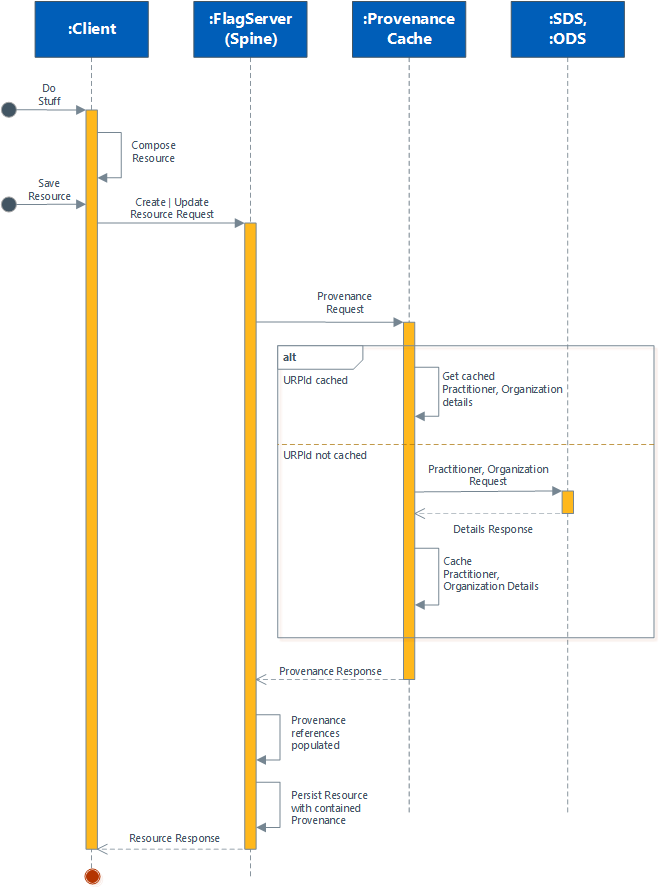 :Client
:FlagServer
(Spine)
:Provenance
Cache
:SDS,
:ODS
Do
Stuff
Compose
Resource
Save
Resource
Create | Update
Resource Request
Provenance
Request
alt
URPId cached
Get cached
Practitioner, Organization
details
URPId not cached
Practitioner, Organization
Request
Details Response
Cache
Practitioner,
Organization Details
Provenance Response
Provenance
references
populated
Persist Resource
with contained
Provenance
Resource Response